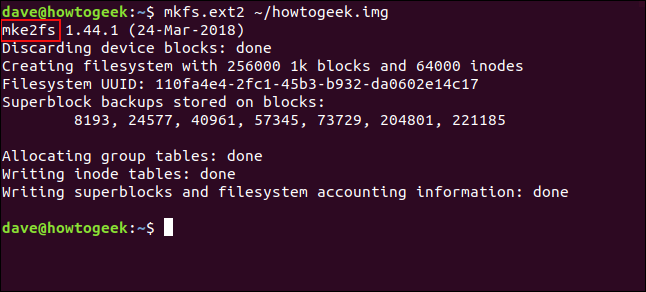 dave@howtogeek:~$ mkfs.ext2 ~/howtogeek.img
mke2fs 1.44.1 (24-Mar-2018)
Discarding device blocks: done
Creating filesystem with 256000 1k blocks and 64000 inodes
Filesystem UUID: 110fa4e4-2fc1-45b3-b932-da0602e14c17
Superblock backups stored on blocks:
        8193, 24577, 40961, 57345, 73729, 204801, 221185
Allocating group tables: done
Writing inode tables: done
Writing superblocks and filesystem accounting information: done
dave@howtogeek:~$